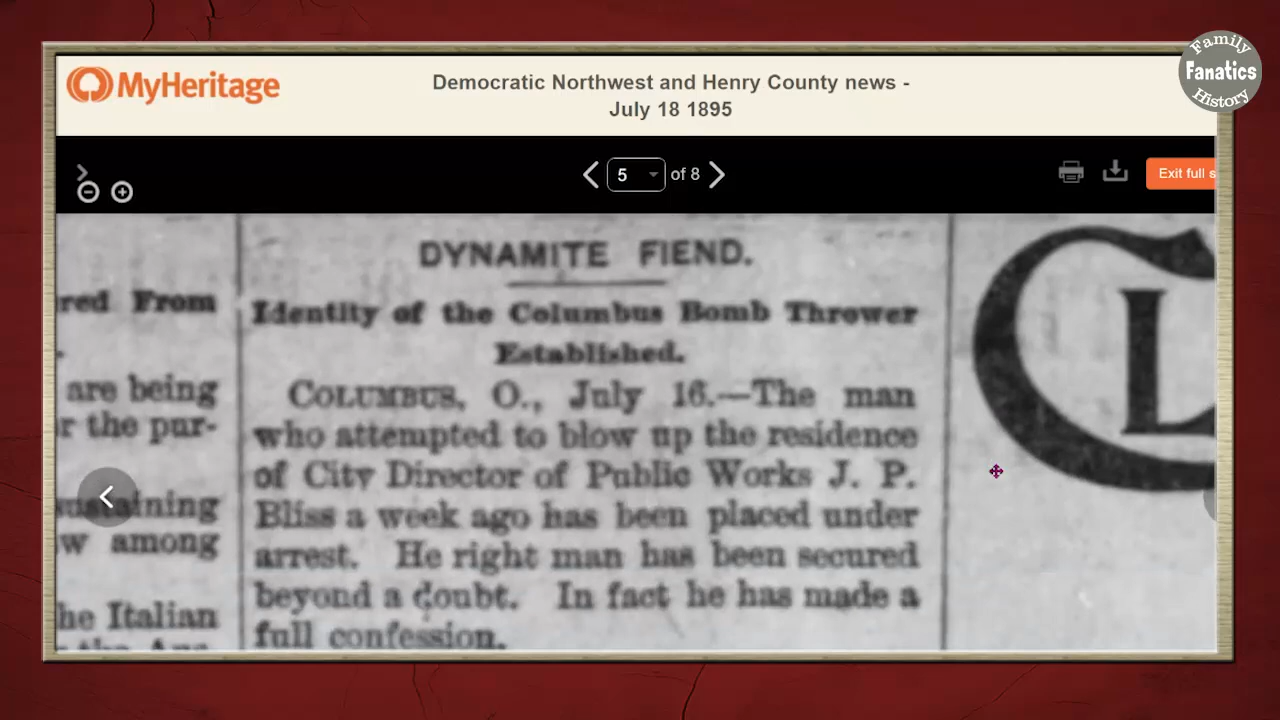 MyHeritage
Democratic Northwest and Henry County news -
July 18 1895
Family
Fanatics
History
5 of 8
Exit full s
DYNAMITE FIEND.
Identity of the Columbus Bomb Thrower
Established.
COLUMBUS, O., July 16.—The man
who attempted to blow up the residence
of City Director of Public Works J. P.
Bliss a week ago has been placed under
arrest. He right man has been secured
beyond a doubt. In fact he has made a
full confession.
red From
are being
r the pur-
w among
he Italian
L